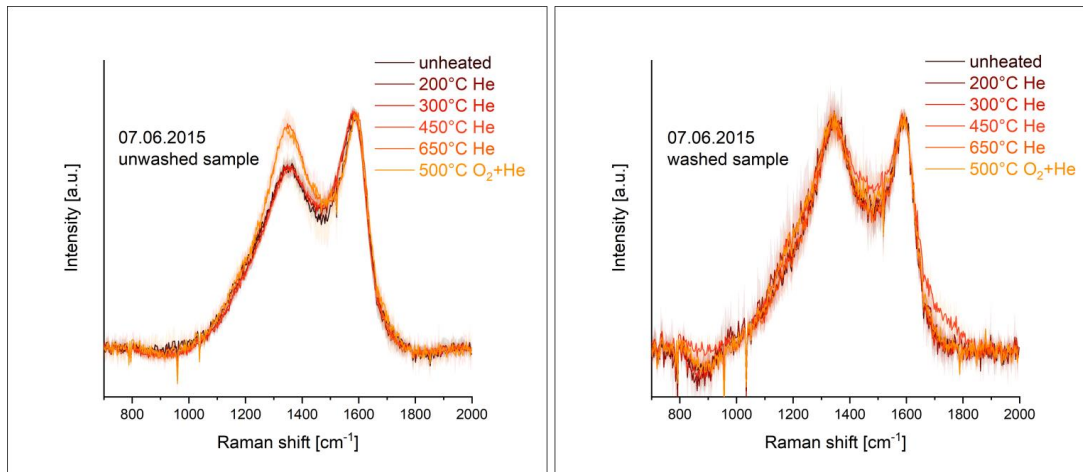 unheated
200°C He
300°C He
450°C He
650°C He
500°C O₂+He
07.06.2015
unwashed sample
Intensity [a.u.]
800 1000 1200 1400 1600 1800 2000
Raman shift [cm⁻¹]
unheated
200°C He
300°C He
450°C He
650°C He
500°C O₂+He
07.06.2015
washed sample
Intensity [a.u.]
800 1000 1200 1400 1600 1800 2000
Raman shift [cm⁻¹]